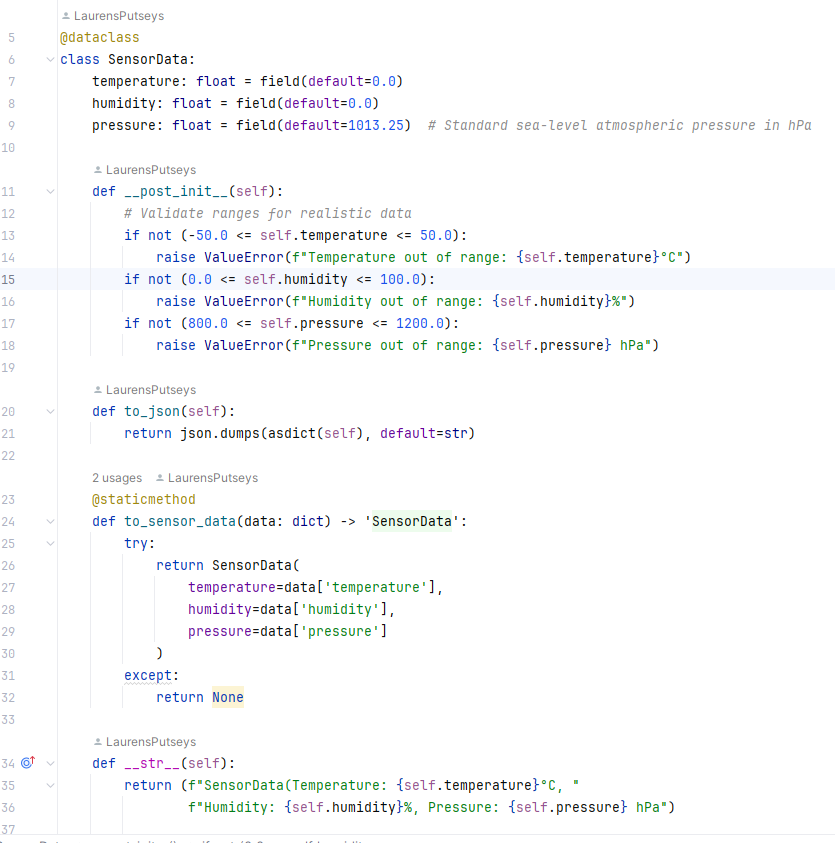 LaurensPutseys
5 @dataclass
6 class SensorData:
7     temperature: float = field(default=0.0)
8     humidity: float = field(default=0.0)
9     pressure: float = field(default=1013.25)  # Standard sea-level atmospheric pressure in hPa
10
LaurensPutseys
11     def __post_init__(self):
12         # Validate ranges for realistic data
13         if not (-50.0 <= self.temperature <= 50.0):
14             raise ValueError(f"Temperature out of range: {self.temperature}°C")
15         if not (0.0 <= self.humidity <= 100.0):
16             raise ValueError(f"Humidity out of range: {self.humidity}%")
17         if not (800.0 <= self.pressure <= 1200.0):
18             raise ValueError(f"Pressure out of range: {self.pressure} hPa")
19
LaurensPutseys
20     def to_json(self):
21         return json.dumps(asdict(self), default=str)
22
2 usages LaurensPutseys
23     @staticmethod
24     def to_sensor_data(data: dict) -> 'SensorData':
25         try:
26             return SensorData(
27                 temperature=data['temperature'],
28                 humidity=data['humidity'],
29                 pressure=data['pressure']
30             )
31         except:
32             return None
33
LaurensPutseys
34     def __str__(self):
35         return (f"SensorData(Temperature: {self.temperature}°C, "
36                 f"Humidity: {self.humidity}%, Pressure: {self.pressure} hPa")
37